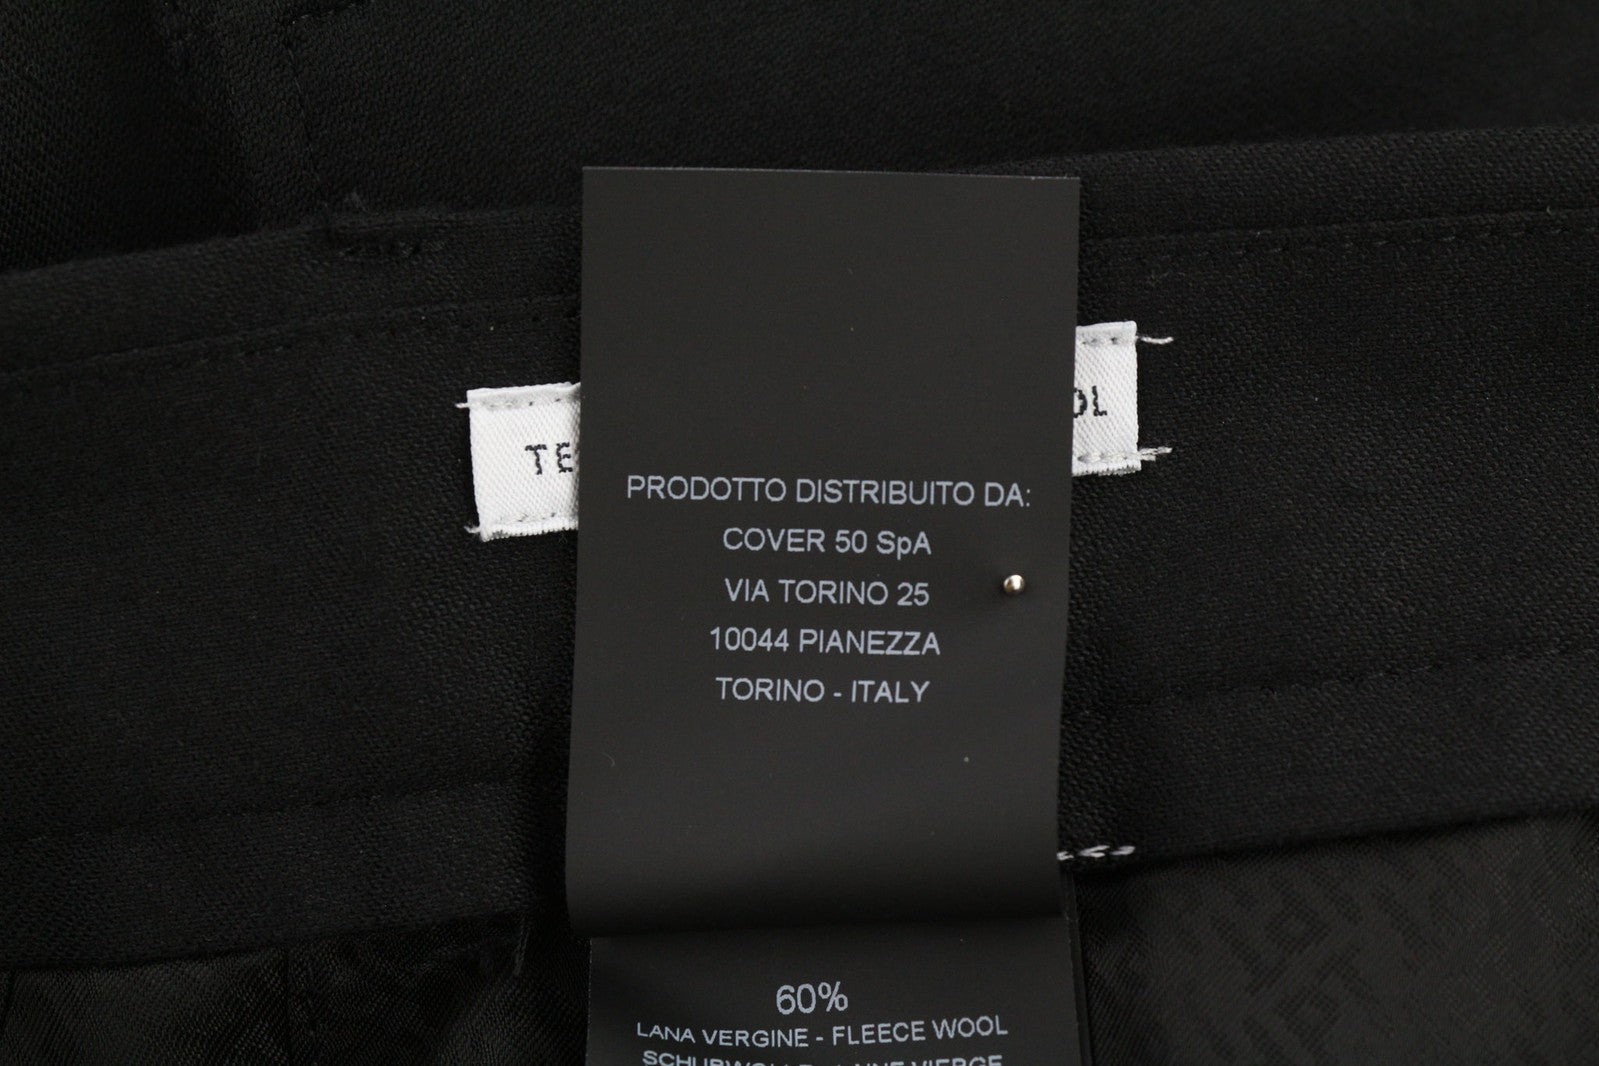 PRODOTTO DISTRIBUITO DA:
COVER 50 SpA
VIA TORINO 25
10044 PIANEZZA
TORINO - ITALY
60%
LANA VERGINE - FLEECE WOOL